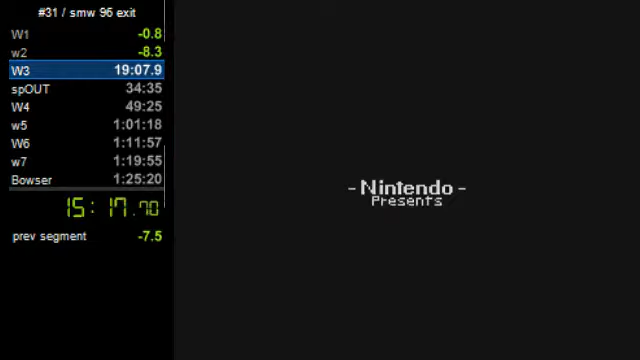 #31 / smw 96 exit
W1 -0.8
w2 -8.3
W3 19:07.9
spOUT 34:35
W4 49:25
w5 1:01:18
W6 1:11:57
w7 1:19:55
Bowser 1:25:20
15:17.70
prev segment -7.5
-Nintendo-
Presents